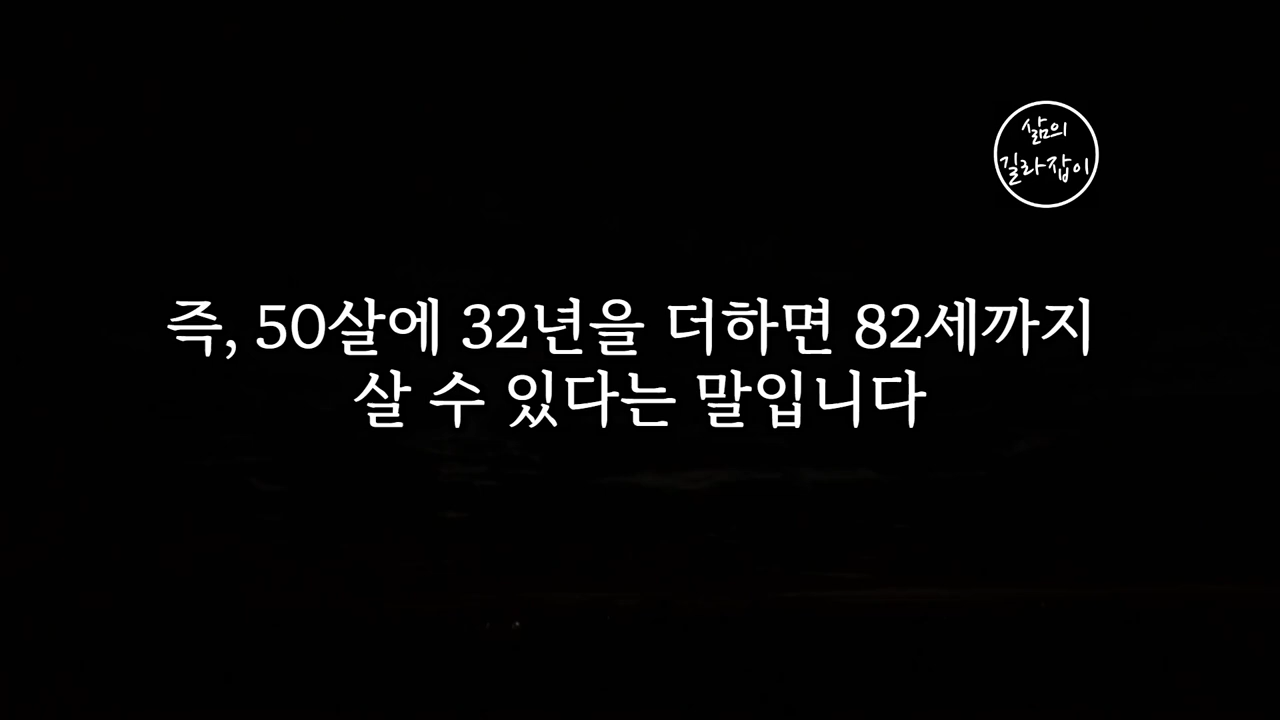 삶의
길라잡이
즉, 50살에 32년을 더하면 82세까지
살 수 있다는 말입니다